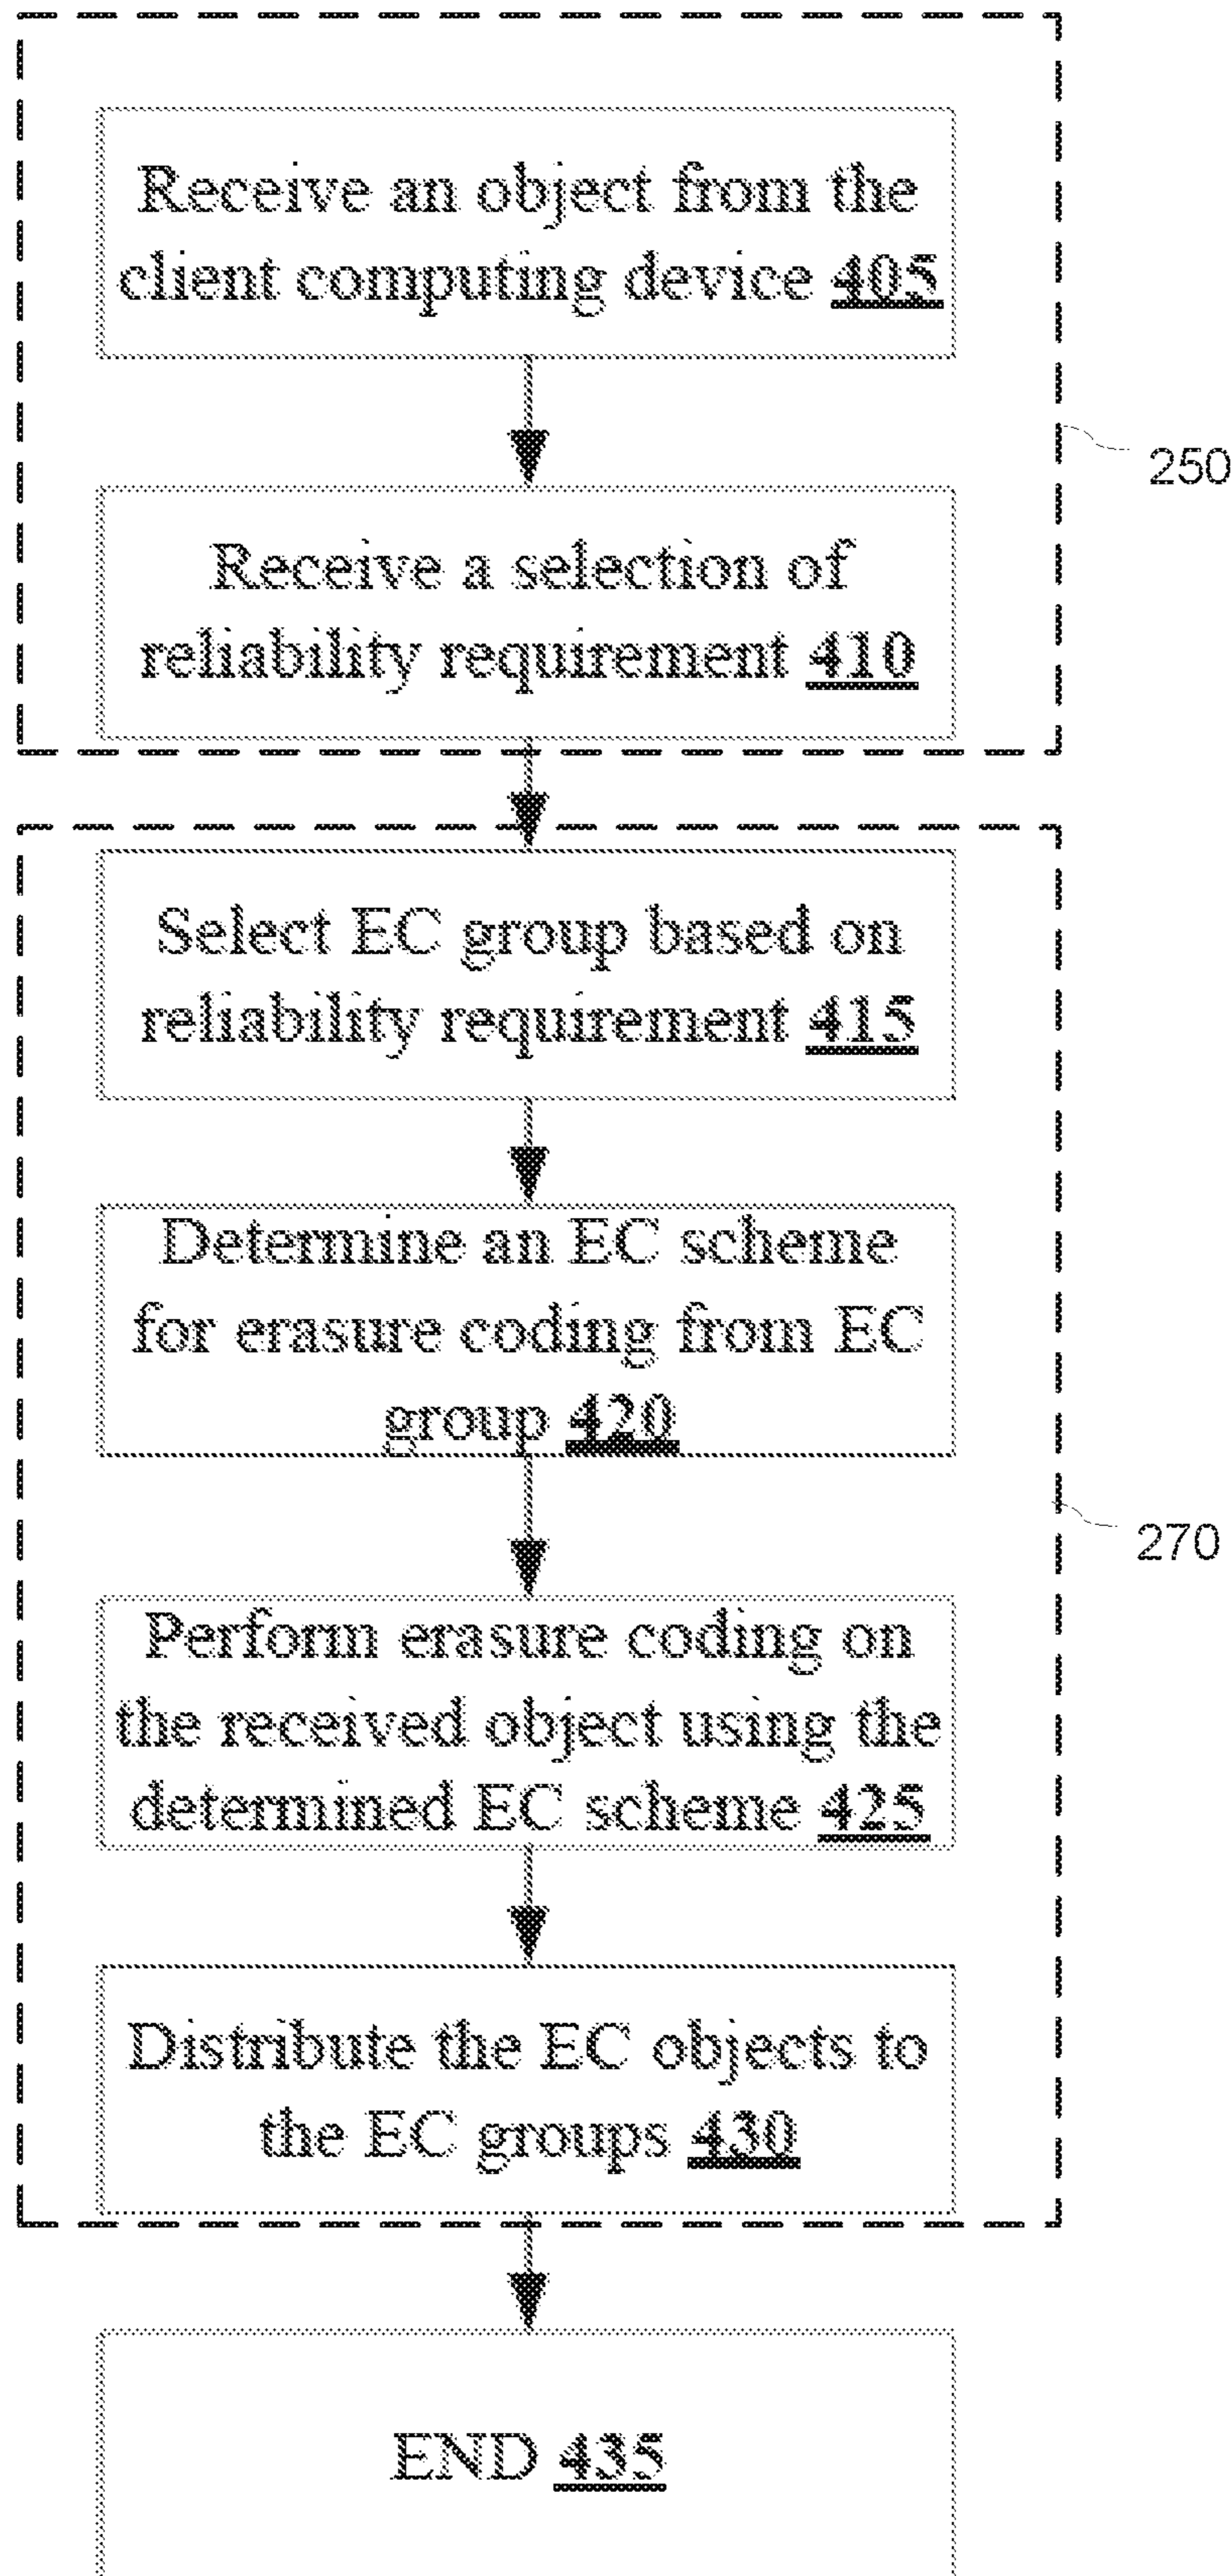 Receive an object from the
client computing device 405
250
Receive a selection of
reliability requirement 410
Select EC group based on
reliability requirement 415
Determine an EC scheme
for erasure coding from EC
group 420
270
Perform erasure coding on
the received object using the
determined EC scheme 425
Distribute the EC objects to
the EC groups 430
END 435